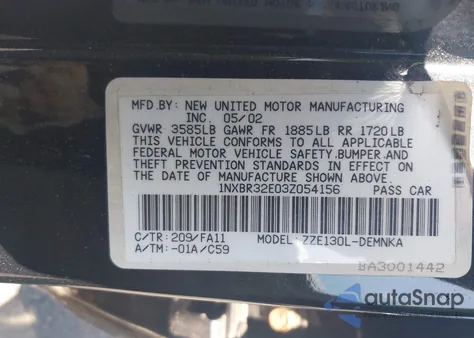 MFD.BY: NEW UNITED MOTOR MANUFACTURING
INC. 05/02
GVWR 3585LB GAWR FR 1885LB RR 1720LB
THIS VEHICLE CONFORMS TO ALL APPLICABLE
FEDERAL MOTOR VEHICLE SAFETY,BUMPER,AND
THEFT PREVENTION STANDARDS IN EFFECT ON
THE DATE OF MANUFACTURE SHOWN ABOVE.
1NXBR32E03Z054156 PASS CAR
C/TR: 209/FA11 MODEL: ZZE130L-DEMNKA
A/TM: -01A/C59
BA3001442
autaSnap